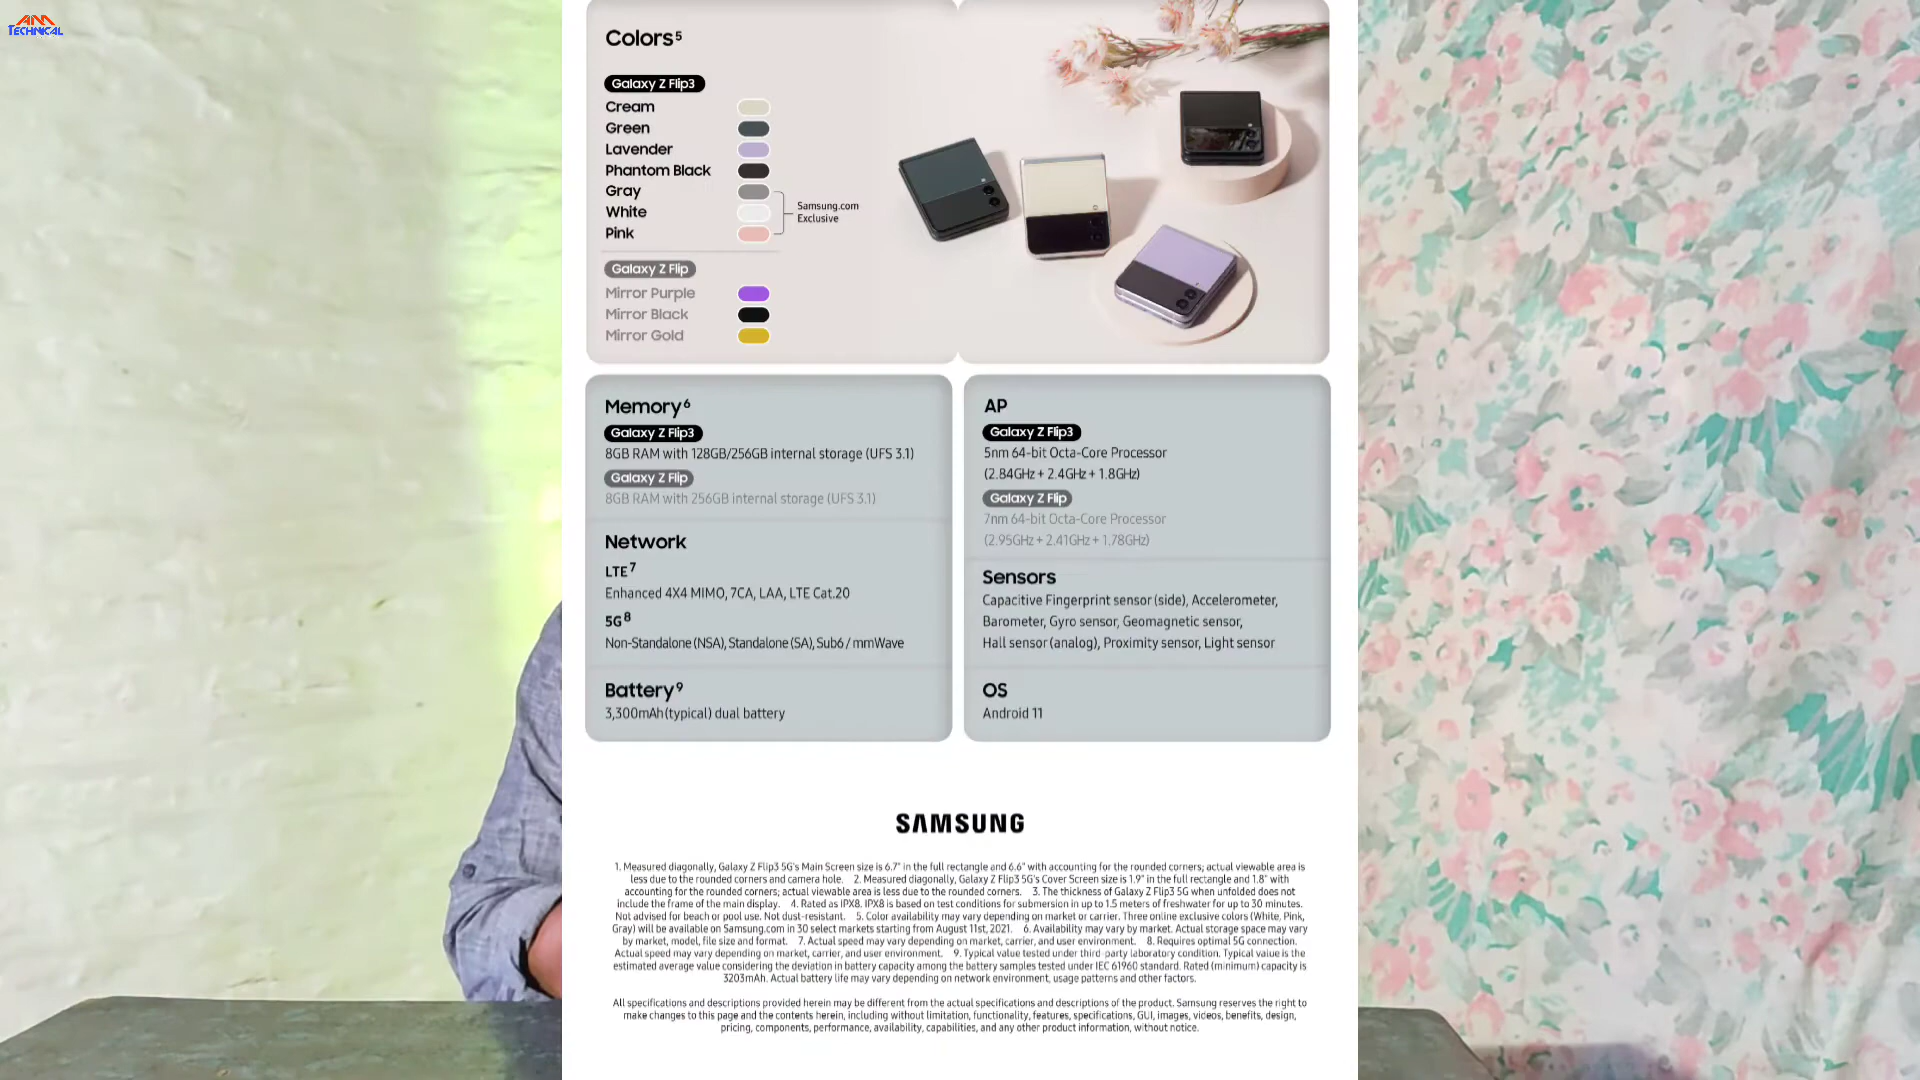 AM
TECHNICAL
Colors5
Galaxy Z Flip3
Cream
Green
Lavender
Phantom Black
Gray
White
Pink
Samsung.com
Exclusive
Galaxy Z Flip
Mirror Purple
Mirror Black
Mirror Gold
Memory6
Galaxy Z Flip3
8GB RAM with 128GB/256GB internal storage (UFS 3.1)
Galaxy Z Flip
8GB RAM with 256GB internal storage (UFS 3.1)
Network
LTE7
Enhanced 4X4 MIMO, 7CA, LAA, LTE Cat.20
5G8
Non-Standalone (NSA), Standalone (SA), Sub6 / mmWave
Battery9
3,300mAh(typical) dual battery
AP
Galaxy Z Flip3
5nm 64-bit Octa-Core Processor
(2.84GHz + 2.4GHz + 1.8GHz)
Galaxy Z Flip
7nm 64-bit Octa-Core Processor
(2.95GHz + 2.41GHz + 1.78GHz)
Sensors
Capacitive Fingerprint sensor (side), Accelerometer,
Barometer, Gyro sensor, Geomagnetic sensor,
Hall sensor (analog), Proximity sensor, Light sensor
OS
Android 11
SAMSUNG
1. Measured diagonally, Galaxy Z Flip3 5G's Main Screen size is 6.7" in the full rectangle and 6.6" with accounting for the rounded corners; actual viewable area is
less due to the rounded corners and camera hole. 2. Measured diagonally, Galaxy Z Flip3 5G's Cover Screen size is 1.9" in the full rectangle and 1.8" with
accounting for the rounded corners; actual viewable area is less due to the rounded corners. 3. The thickness of Galaxy Z Flip3 5G when unfolded does not
include the frame of the main display. 4. Rated as IPX8. IPX8 is based on test conditions for submersion in up to 1.5 meters of freshwater for up to 30 minutes.
Not advised for beach or pool use. Not dust-resistant. 5. Color availability may vary depending on market or carrier. Three online exclusive colors (White, Pink,
Gray) will be available on Samsung.com in 30 select markets starting from August 11st, 2021. 6. Availability may vary by market. Actual storage space may vary
by market, model, file size and format. 7. Actual speed may vary depending on market, carrier, and user environment. 8. Requires optimal 5G connection.
Actual speed may vary depending on market, carrier, and user environment. 9. Typical value tested under third-party laboratory condition. Typical value is the
estimated average value considering the deviation in battery capacity among the battery samples tested under IEC 61960 standard. Rated (minimum) capacity is
3203mAh. Actual battery life may vary depending on network environment, usage patterns and other factors.
All specifications and descriptions provided herein may be different from the actual specifications and descriptions of the product. Samsung reserves the right to
make changes to this page and the contents herein, including without limitation, functionality, features, specifications, GUI, images, videos, benefits, design,
pricing, components, performance, availability, capabilities, and any other product information, without notice.